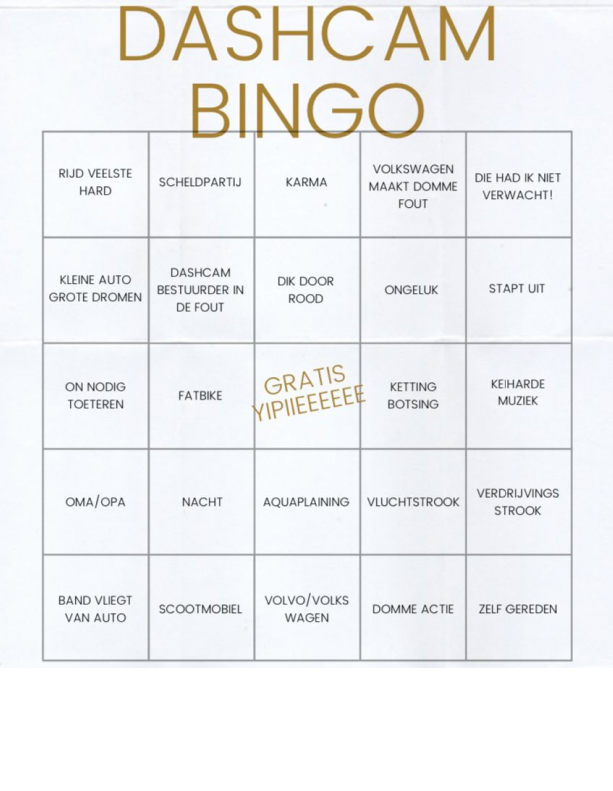 DASHCAM
BINGO
RIJD VEELSTE
HARD
SCHELDPARTIJ
KARMA
VOLKSWAGEN
MAAKT DOMME
FOUT
DIE HAD IK NIET
VERWACHT!
KLEINE AUTO
GROTE DROMEN
DASHCAM
BESTUURDER IN
DE FOUT
DIK DOOR
ROOD
ONGELUK
STAPT UIT
ON NODIG
TOETEREN
FATBIKE
GRATIS
YIPIIEEEEEE
KETTING
BOTSING
KEIHARDE
MUZIEK
OMA/OPA
NACHT
AQUAPLAINING
VLUCHTSTROOK
VERDRIJVINGS
STROOK
BAND VLIEGT
VAN AUTO
SCOOTMOBIEL
VOLVO/VOLKS
WAGEN
DOMME ACTIE
ZELF GEREDEN